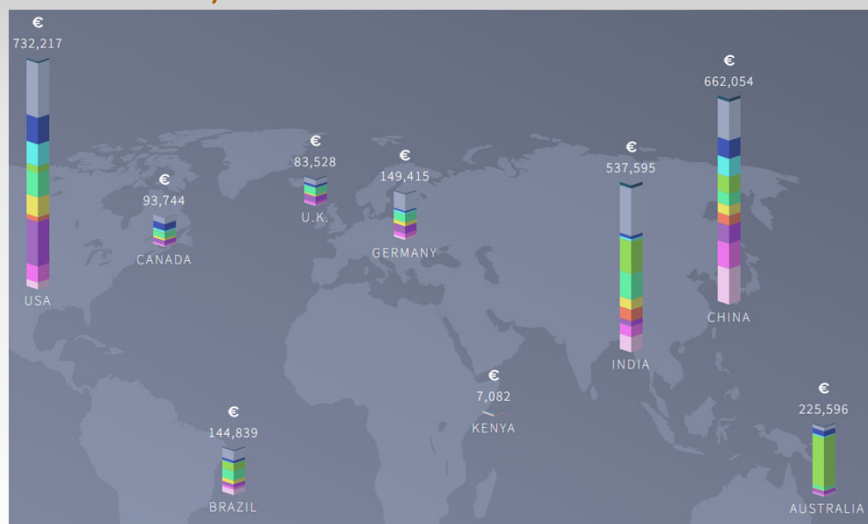 €
732,217
USA
€
93,744
CANADA
€
83,528
U.K.
€
149,415
GERMANY
€
537,595
INDIA
€
662,054
CHINA
€
144,839
BRAZIL
€
7,082
KENYA
€
225,596
AUSTRALIA